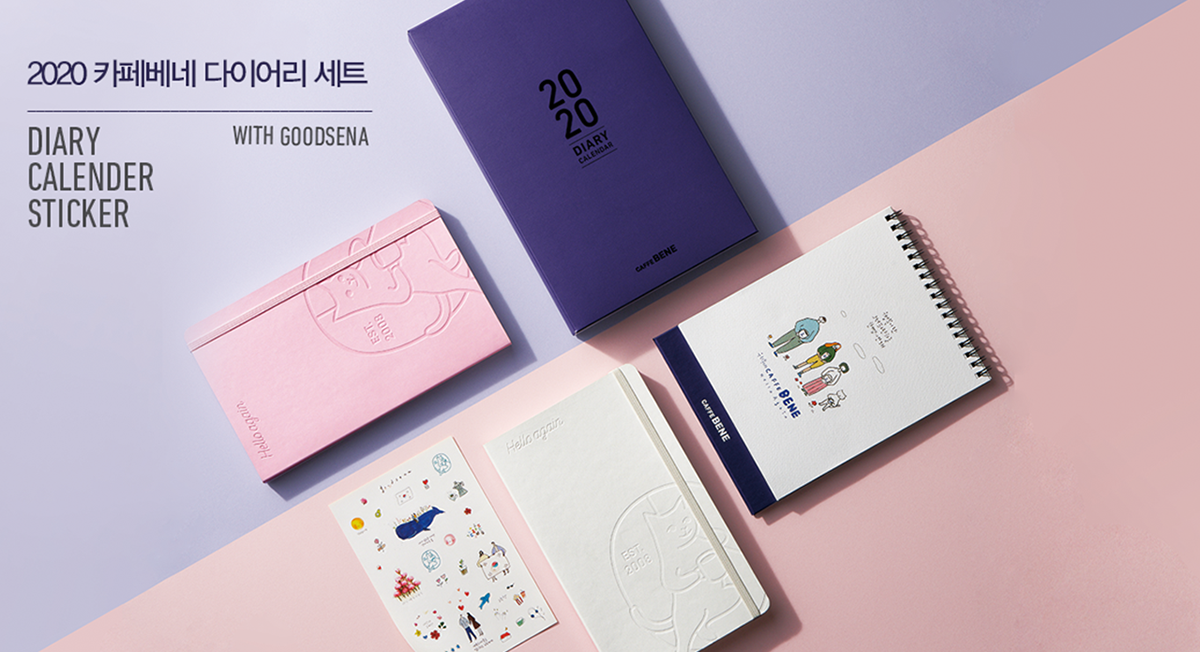 2020 카페베네 다이어리 세트
DIARY
CALENDER
STICKER
WITH GOODSENA
20
20
DIARY
CALENDAR
CAFFE BENE
EST.
2008
Hello again
CAFFE BENE
CAFFE BENE
Hello again
EST.
2008